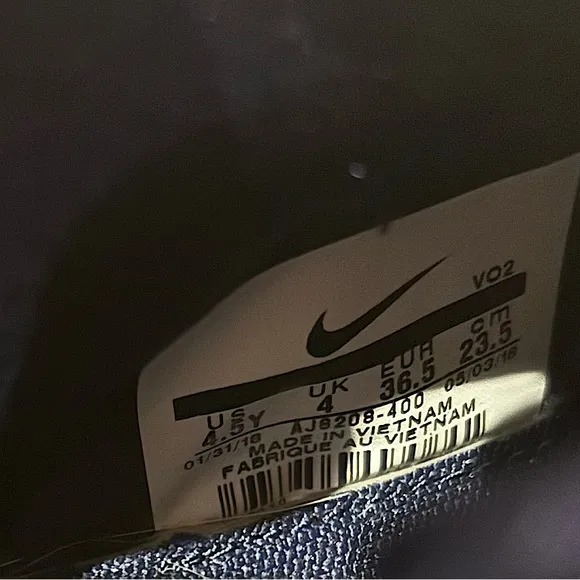 VO2
US UK EUR cm
4.5Y 4 36.5 23.5
01/31/18 AJ8208-400 05/03/18
MADE IN VIETNAM
FABRIQUE AU VIETNAM